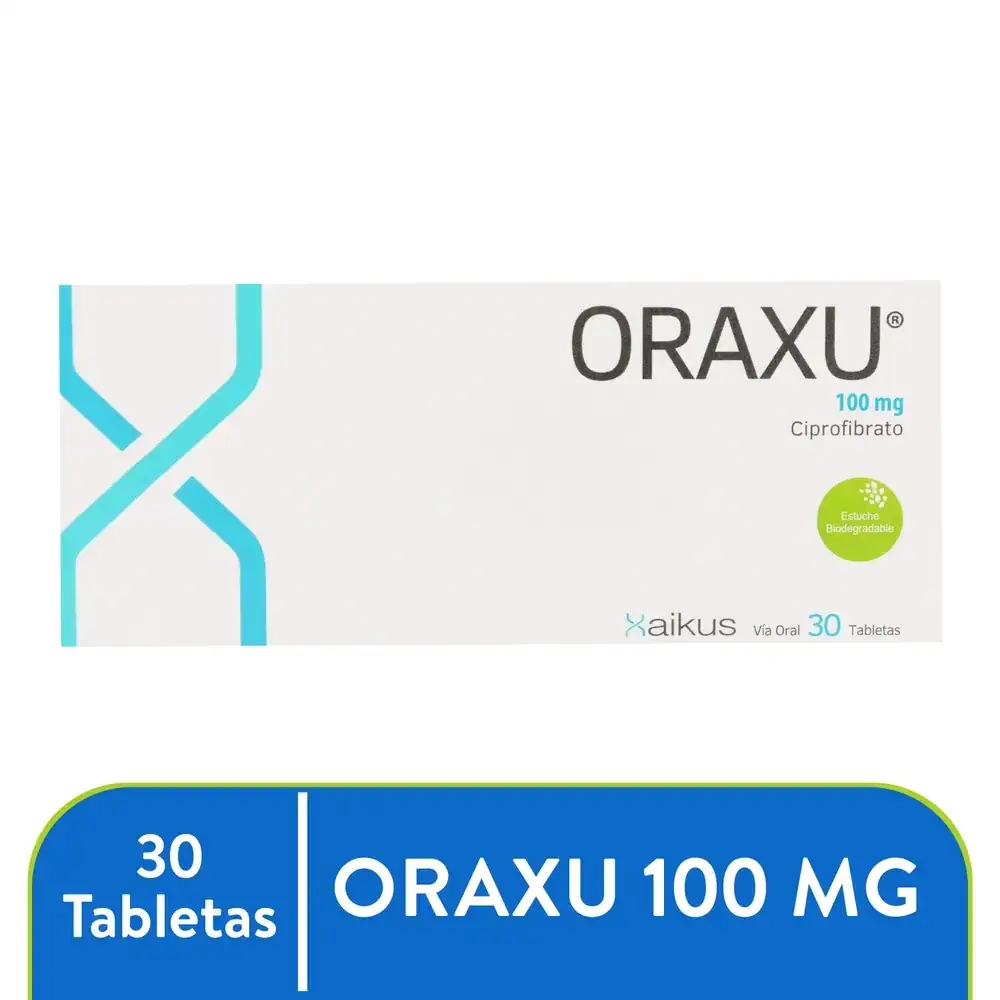 ORAXU®
100 mg
Ciprofibrato
Estuche
Biodegradable
Xaikus Vía Oral 30 Tabletas
30
Tabletas
ORAXU 100 MG